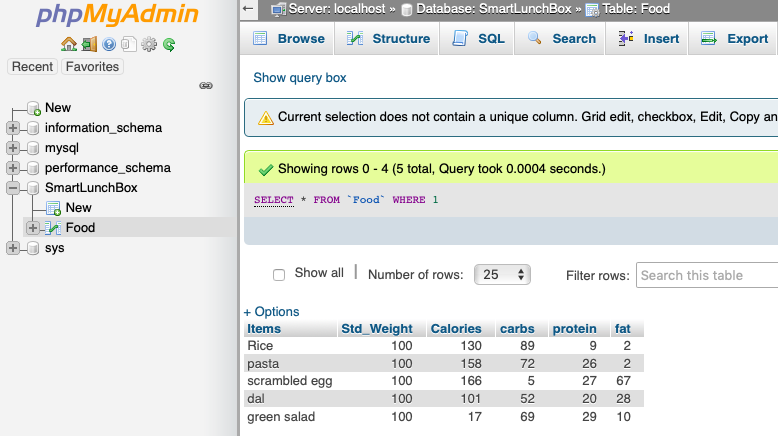 phpMyAdmin
Recent Favorites
New
information_schema
mysql
performance_schema
SmartLunchBox
New
Food
sys
Server: localhost » Database: SmartLunchBox » Table: Food
Browse Structure SQL Search Insert Export
Show query box
Current selection does not contain a unique column. Grid edit, checkbox, Edit, Copy an
Showing rows 0 - 4 (5 total, Query took 0.0004 seconds.)
SELECT * FROM `Food` WHERE 1
Show all | Number of rows: 25 Filter rows: Search this table
+ Options
Items Std_Weight Calories carbs protein fat
Rice 100 130 89 9 2
pasta 100 158 72 26 2
scrambled egg 100 166 5 27 67
dal 100 101 52 20 28
green salad 100 17 69 29 10